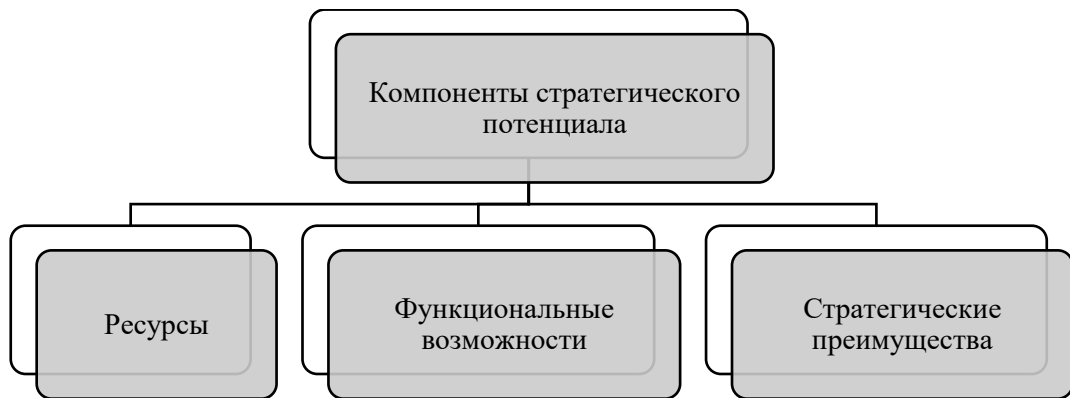 Компоненты стратегического
потенциала
Ресурсы
Функциональные
возможности
Стратегические
преимущества